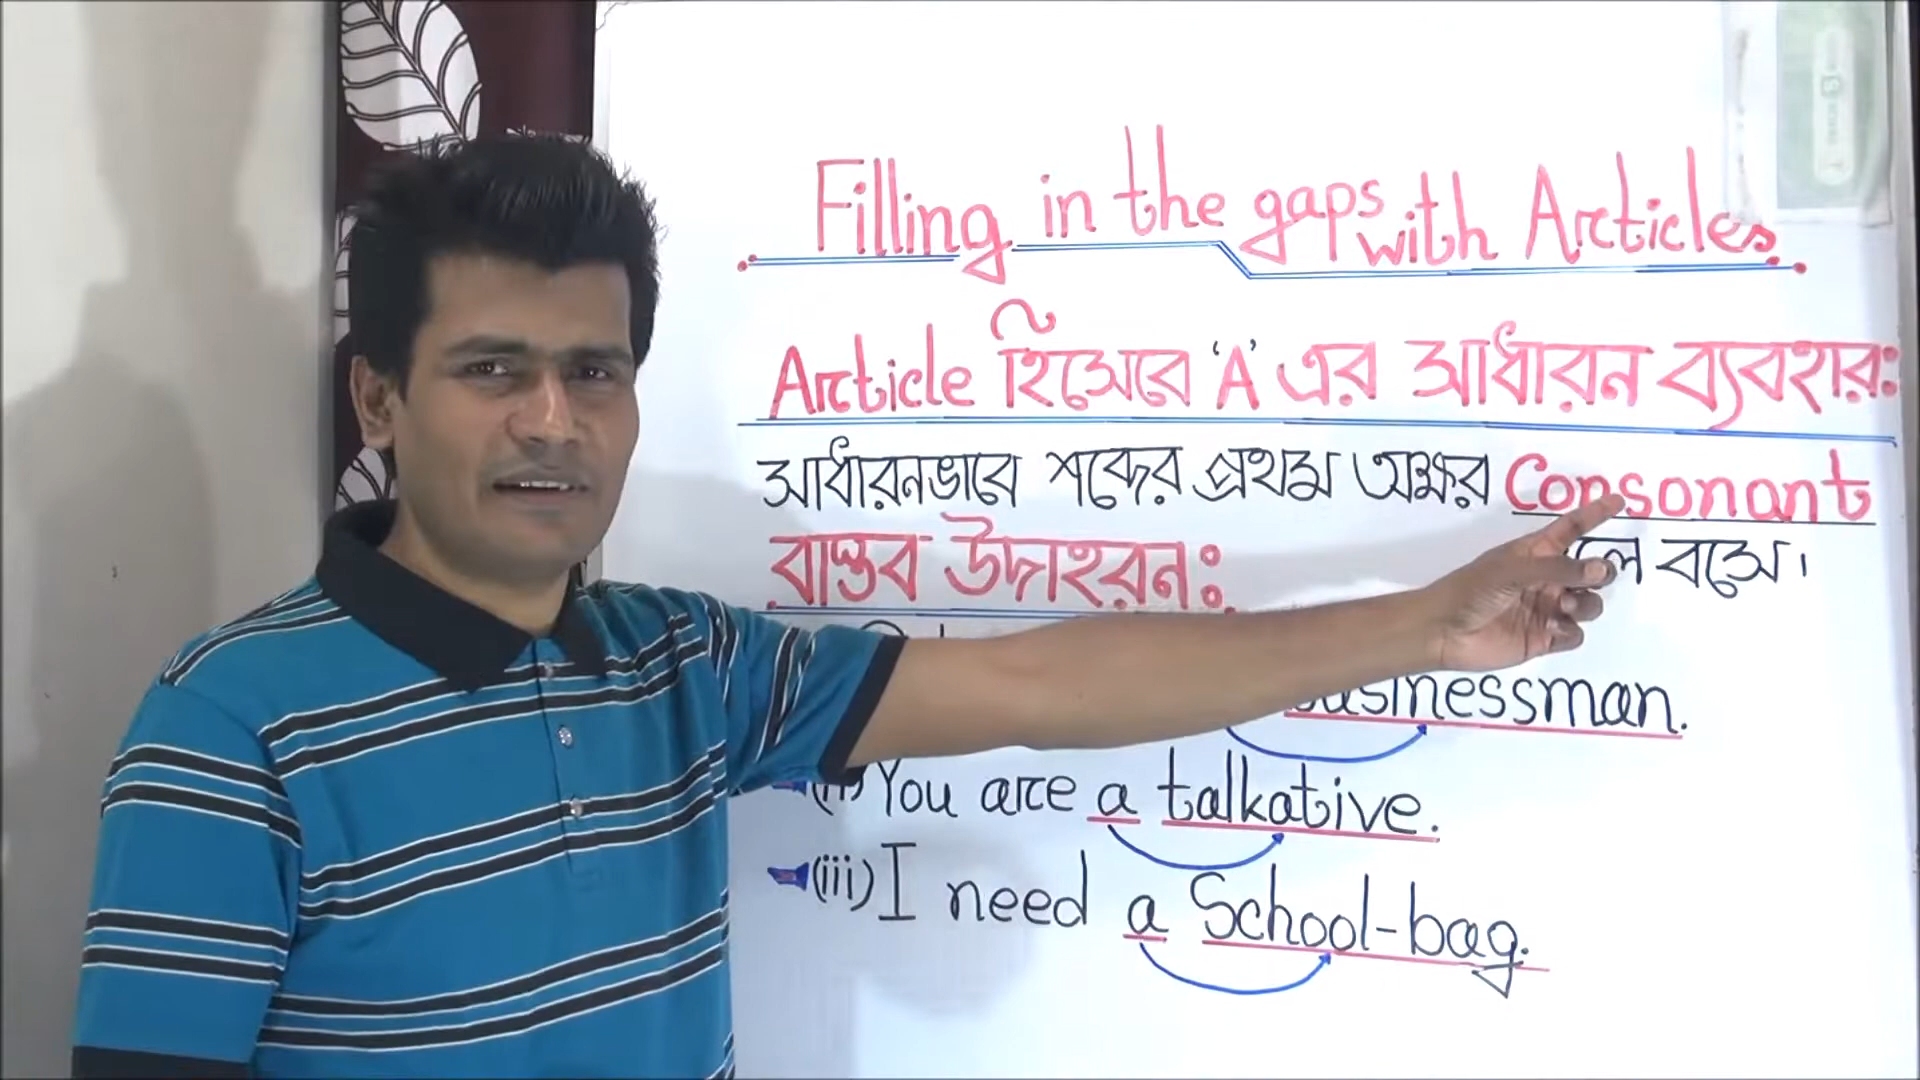 Filling in the gaps with Articles.
Article হিসেবে 'A' এর সাধারন ব্যবহার:
সাধারনভাবে শব্দের প্রথম অক্ষর Consonant
বসে।
বাস্তব উদাহরন:
businessman.
(ii) You are a talkative.
(iii) I need a School-bag.